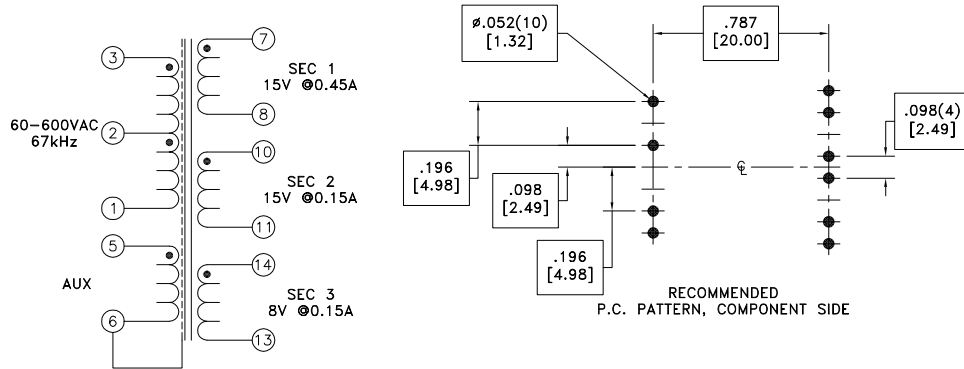 3
60-600VAC
67kHz
2
1
5
AUX
6
7
SEC 1
15V @0.45A
8
10
SEC 2
15V @0.15A
11
14
SEC 3
8V @0.15A
13
ø.052(10)
[1.32]
.787
[20.00]
.098(4)
[2.49]
.196
[4.98]
.098
[2.49]
.196
[4.98]
℄
RECOMMENDED
P.C. PATTERN, COMPONENT SIDE